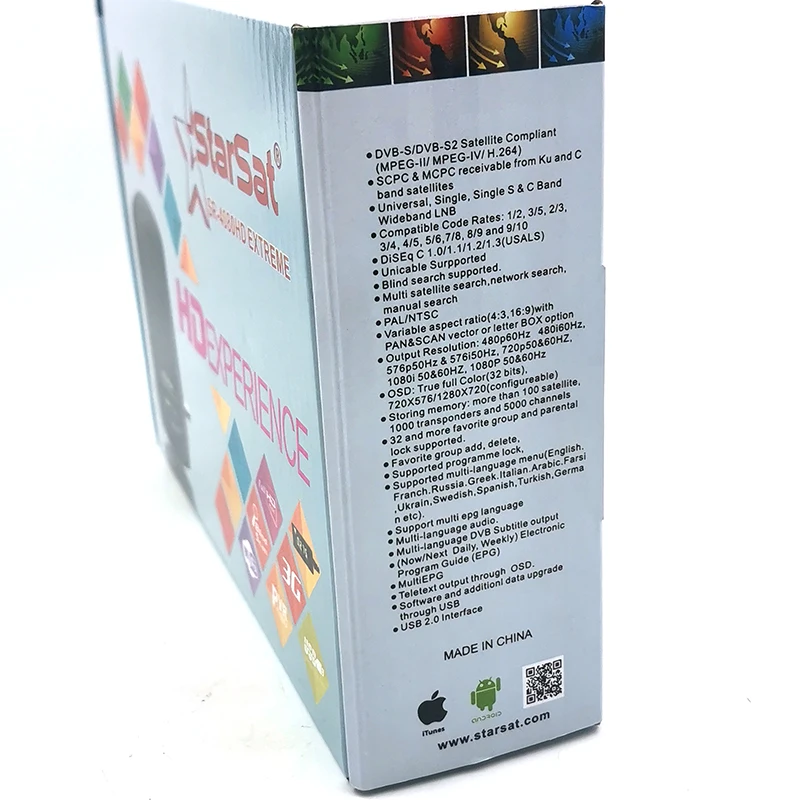 StarSat®
SR-4080HD EXTREME
HDEXPERIENCE
3G
• DVB-S/DVB-S2 Satellite Compliant
(MPEG-II/ MPEG-IV/ H.264)
• SCPC & MCPC receivable from Ku and C
band satellites
• Universal, Single, Single S & C Band
Wideband LNB
• Compatible Code Rates: 1/2, 3/5, 2/3,
3/4, 4/5, 5/6,7/8, 8/9 and 9/10
• DiSEq C 1.0/1.1/1.2/1.3(USALS)
• Unicable Surpported
• Blind search supported.
• Multi satellite search,network search,
manual search
• PAL/NTSC
• Variable aspect ratio(4:3,16:9)with
PAN&SCAN vector or letter BOX option
• Output Resolution: 480p60Hz 480i60Hz,
576p50Hz & 576i50Hz, 720p50&60HZ,
1080i 50&60HZ, 1080P 50&60HZ
• OSD: True full Color(32 bits),
720X576/1280X720(configureable)
• Storing memory: more than 100 satellite,
1000 transponders and 5000 channels
• 32 and more favorite group and parental
lock supported.
• Favorite group add, delete,
• Supported programme lock,
• Supported multi-language menu(English.
Franch.Russia.Greek.Italian.Arabic.Farsi
,Ukrain,Swedish,Spanish,Turkish,Germa
n etc).
• Support multi epg language
• Multi-language audio.
• Multi-language DVB Subtitle output
• (Now/Next Daily, Weekly) Electronic
Program Guide (EPG)
• MultiEPG
• Teletext output through OSD.
• Software and additionl data upgrade
through USB
• USB 2.0 Interface
MADE IN CHINA
iTunes
android
www.starsat.com